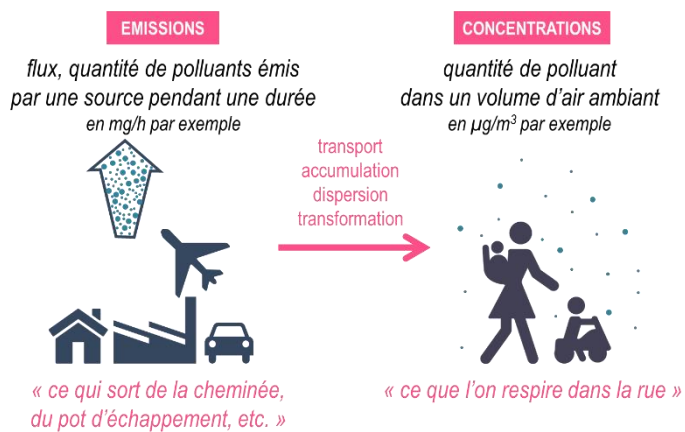 EMISSIONS
flux, quantité de polluants émis
par une source pendant une durée
en mg/h par exemple
transport
accumulation
dispersion
transformation
« ce qui sort de la cheminée,
du pot d'échappement, etc. »
CONCENTRATIONS
quantité de polluant
dans un volume d'air ambiant
en µg/m³ par exemple
« ce que l'on respire dans la rue »